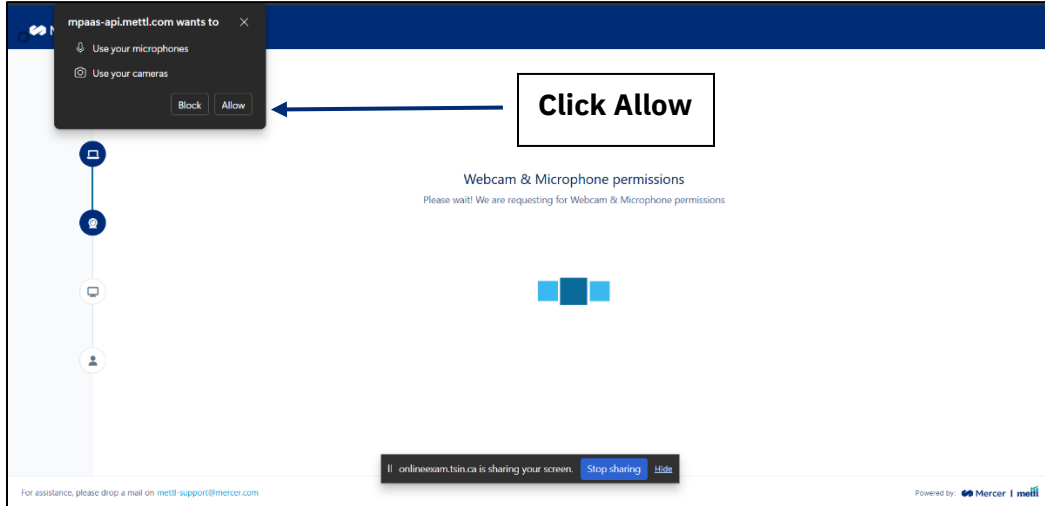 mpaas-api.mettl.com wants to
Use your microphones
Use your cameras
Block Allow
Click Allow
Webcam & Microphone permissions
Please wait! We are requesting for Webcam & Microphone permissions
onlineexam.tsin.ca is sharing your screen. Stop sharing Hide
For assistance, please drop a mail on mettl-support@mercer.com
Powered by: Mercer | mettl